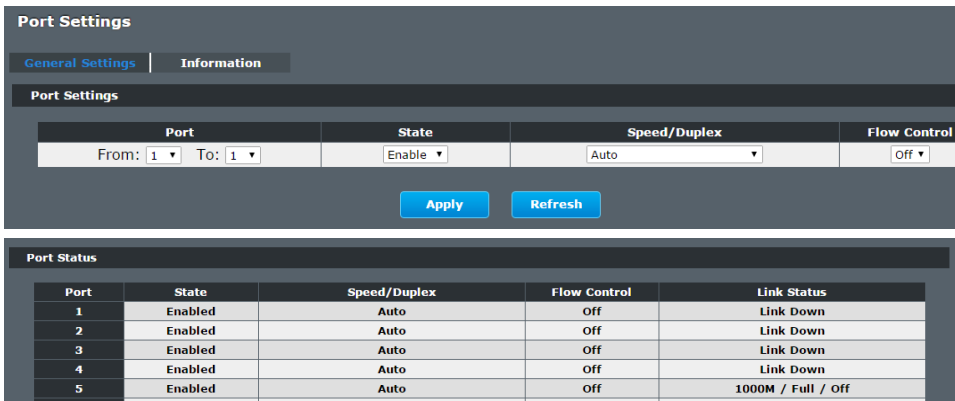 Port Settings
General Settings Information
Port Settings
Port State Speed/Duplex Flow Control
From: 1 To: 1 Enable Auto Off
Apply Refresh
Port Status
Port State Speed/Duplex Flow Control Link Status
1 Enabled Auto Off Link Down
2 Enabled Auto Off Link Down
3 Enabled Auto Off Link Down
4 Enabled Auto Off Link Down
5 Enabled Auto Off 1000M / Full / Off